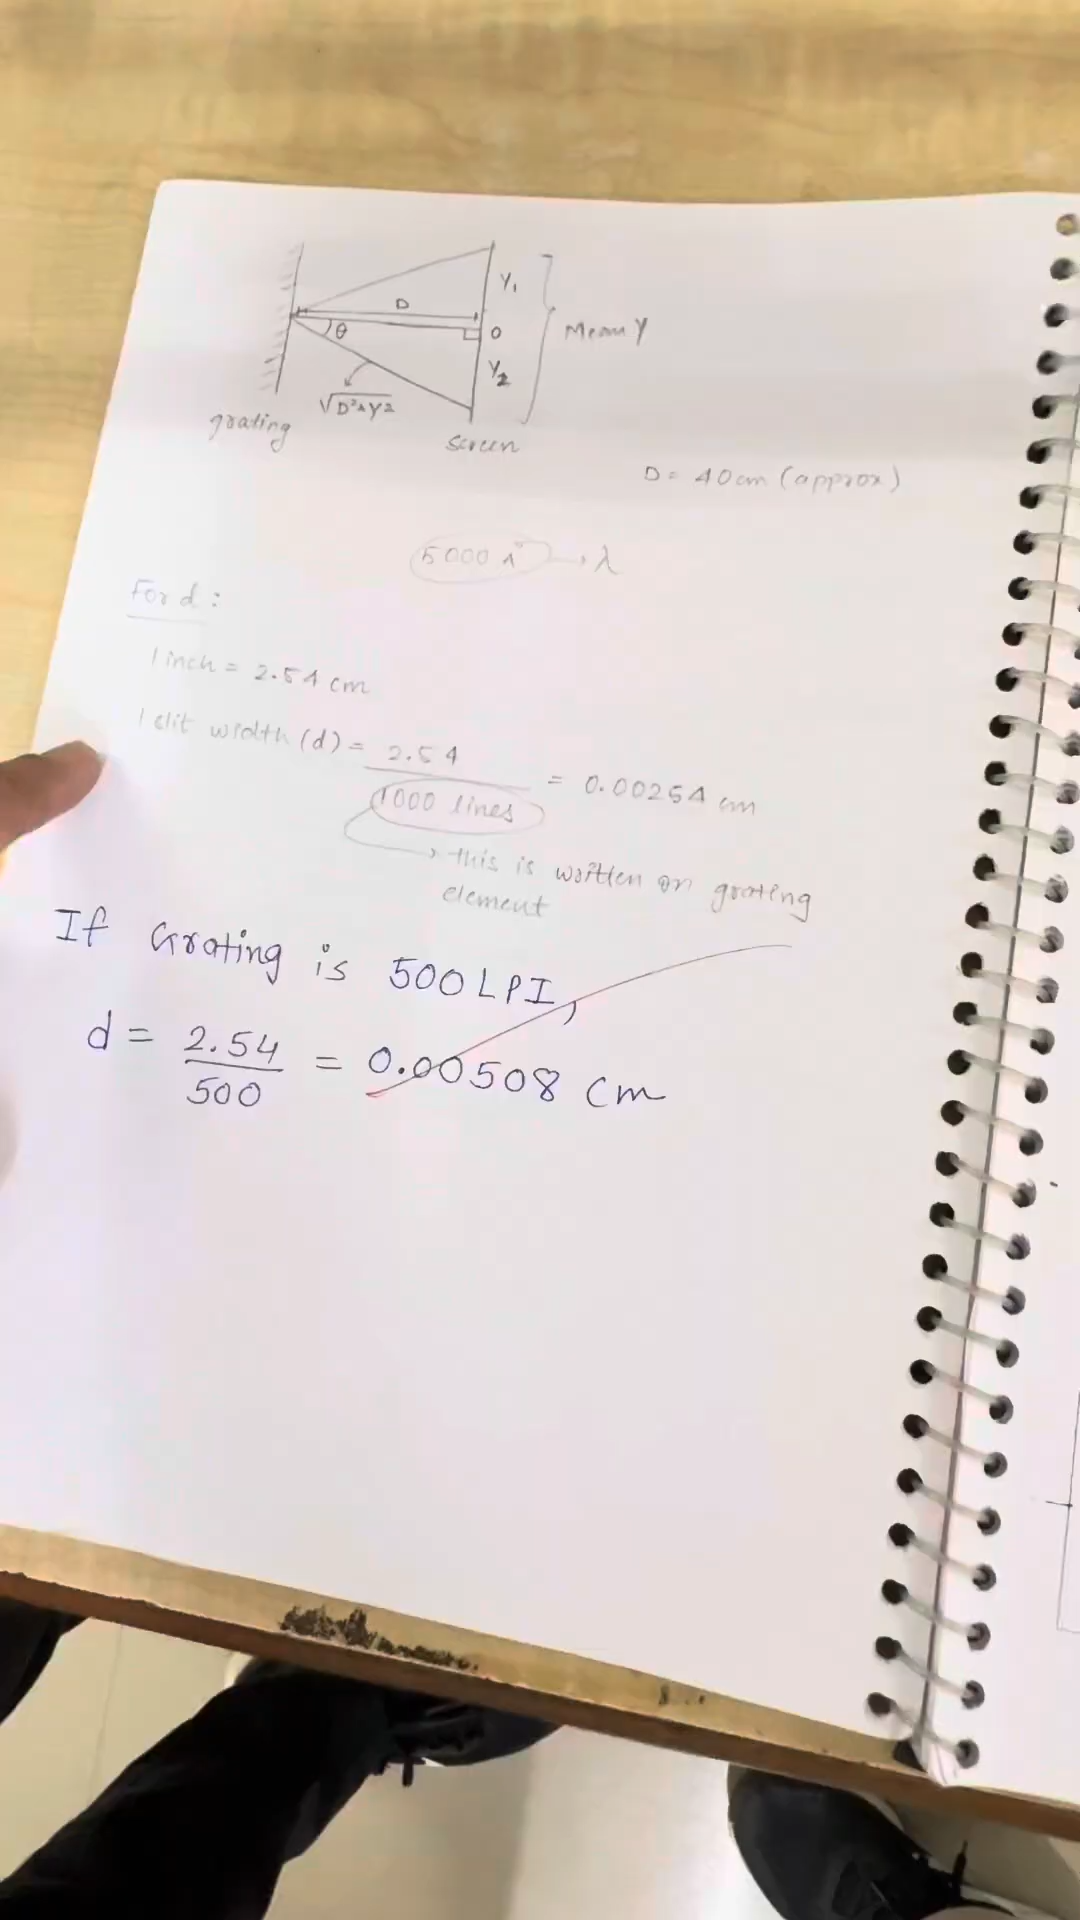 Y₁
D
θ
O
Mean Y
Y₂
√D²+Y²
grating
screen
D = 40cm (approx)
5000 A° → λ
For d :
1 inch = 2.54 cm
1 slit width (d) = 2.54 / 1000 lines = 0.00254 cm
→ this is written on grating
element
If Grating is 500 LPI,
d = 2.54 / 500 = 0.00508 cm